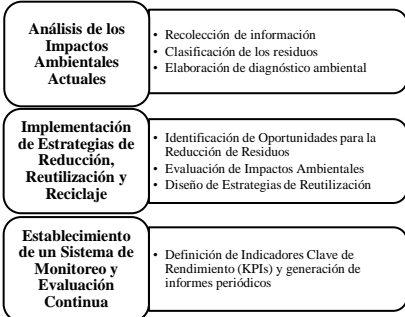 Análisis de los
Impactos
Ambientales
Actuales
• Recolección de información
• Clasificación de los residuos
• Elaboración de diagnóstico ambiental
Implementación
de Estrategias de
Reducción,
Reutilización y
Reciclaje
• Identificación de Oportunidades para la
Reducción de Residuos
• Evaluación de Impactos Ambientales
• Diseño de Estrategias de Reutilización
Establecimiento
de un Sistema de
Monitoreo y
Evaluación
Continua
• Definición de Indicadores Clave de
Rendimiento (KPIs) y generación de
informes periódicos